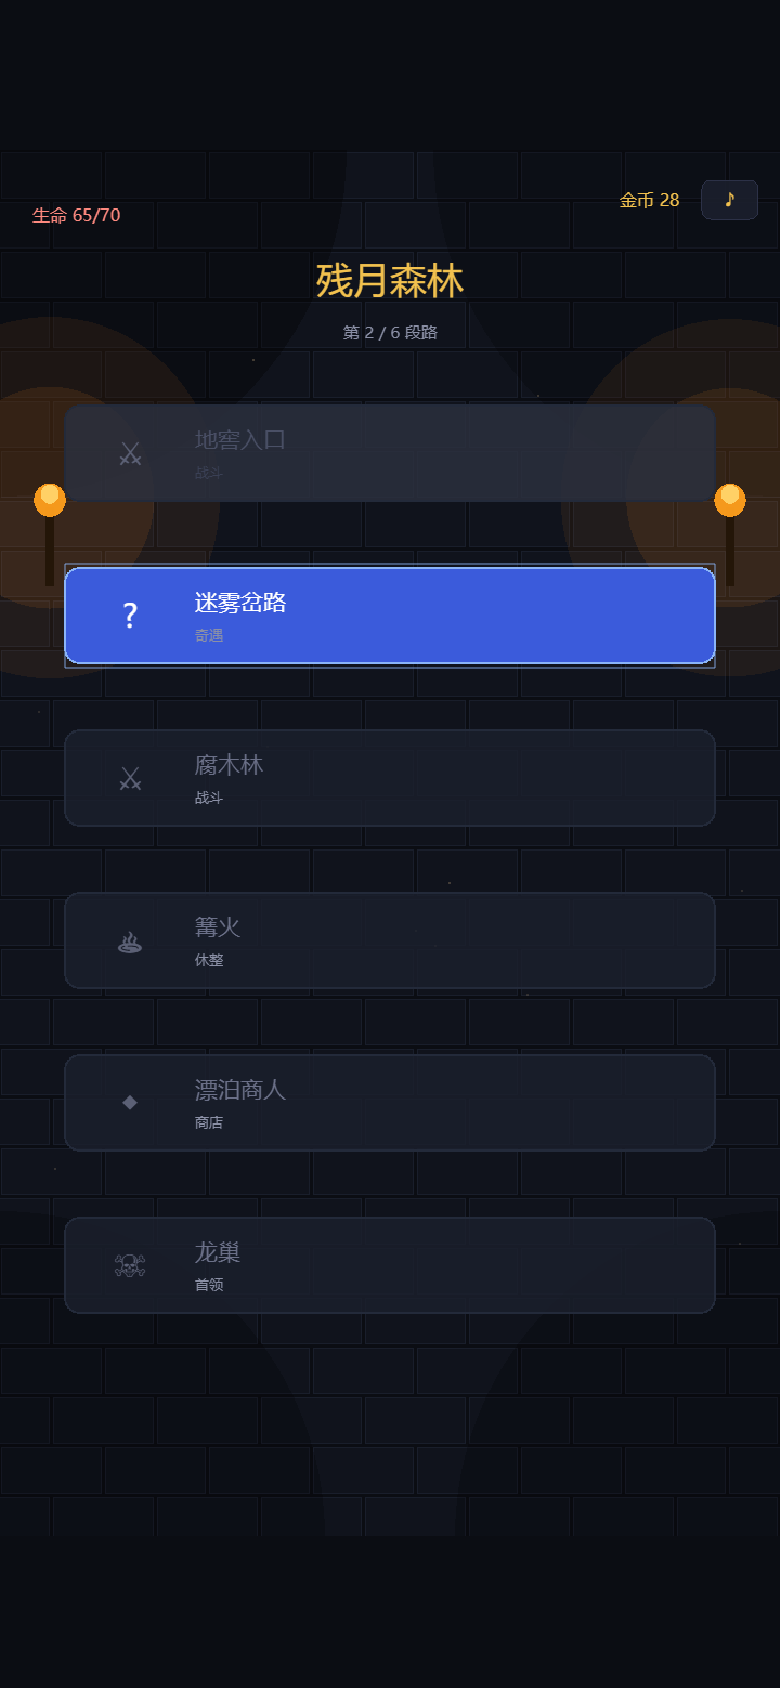 生命 65/70
金币 28
♪
残月森林
第 2 / 6 段路
地窖入口
战斗
?
迷雾岔路
奇遇
腐木林
战斗
篝火
休整
漂泊商人
商店
龙巢
首领